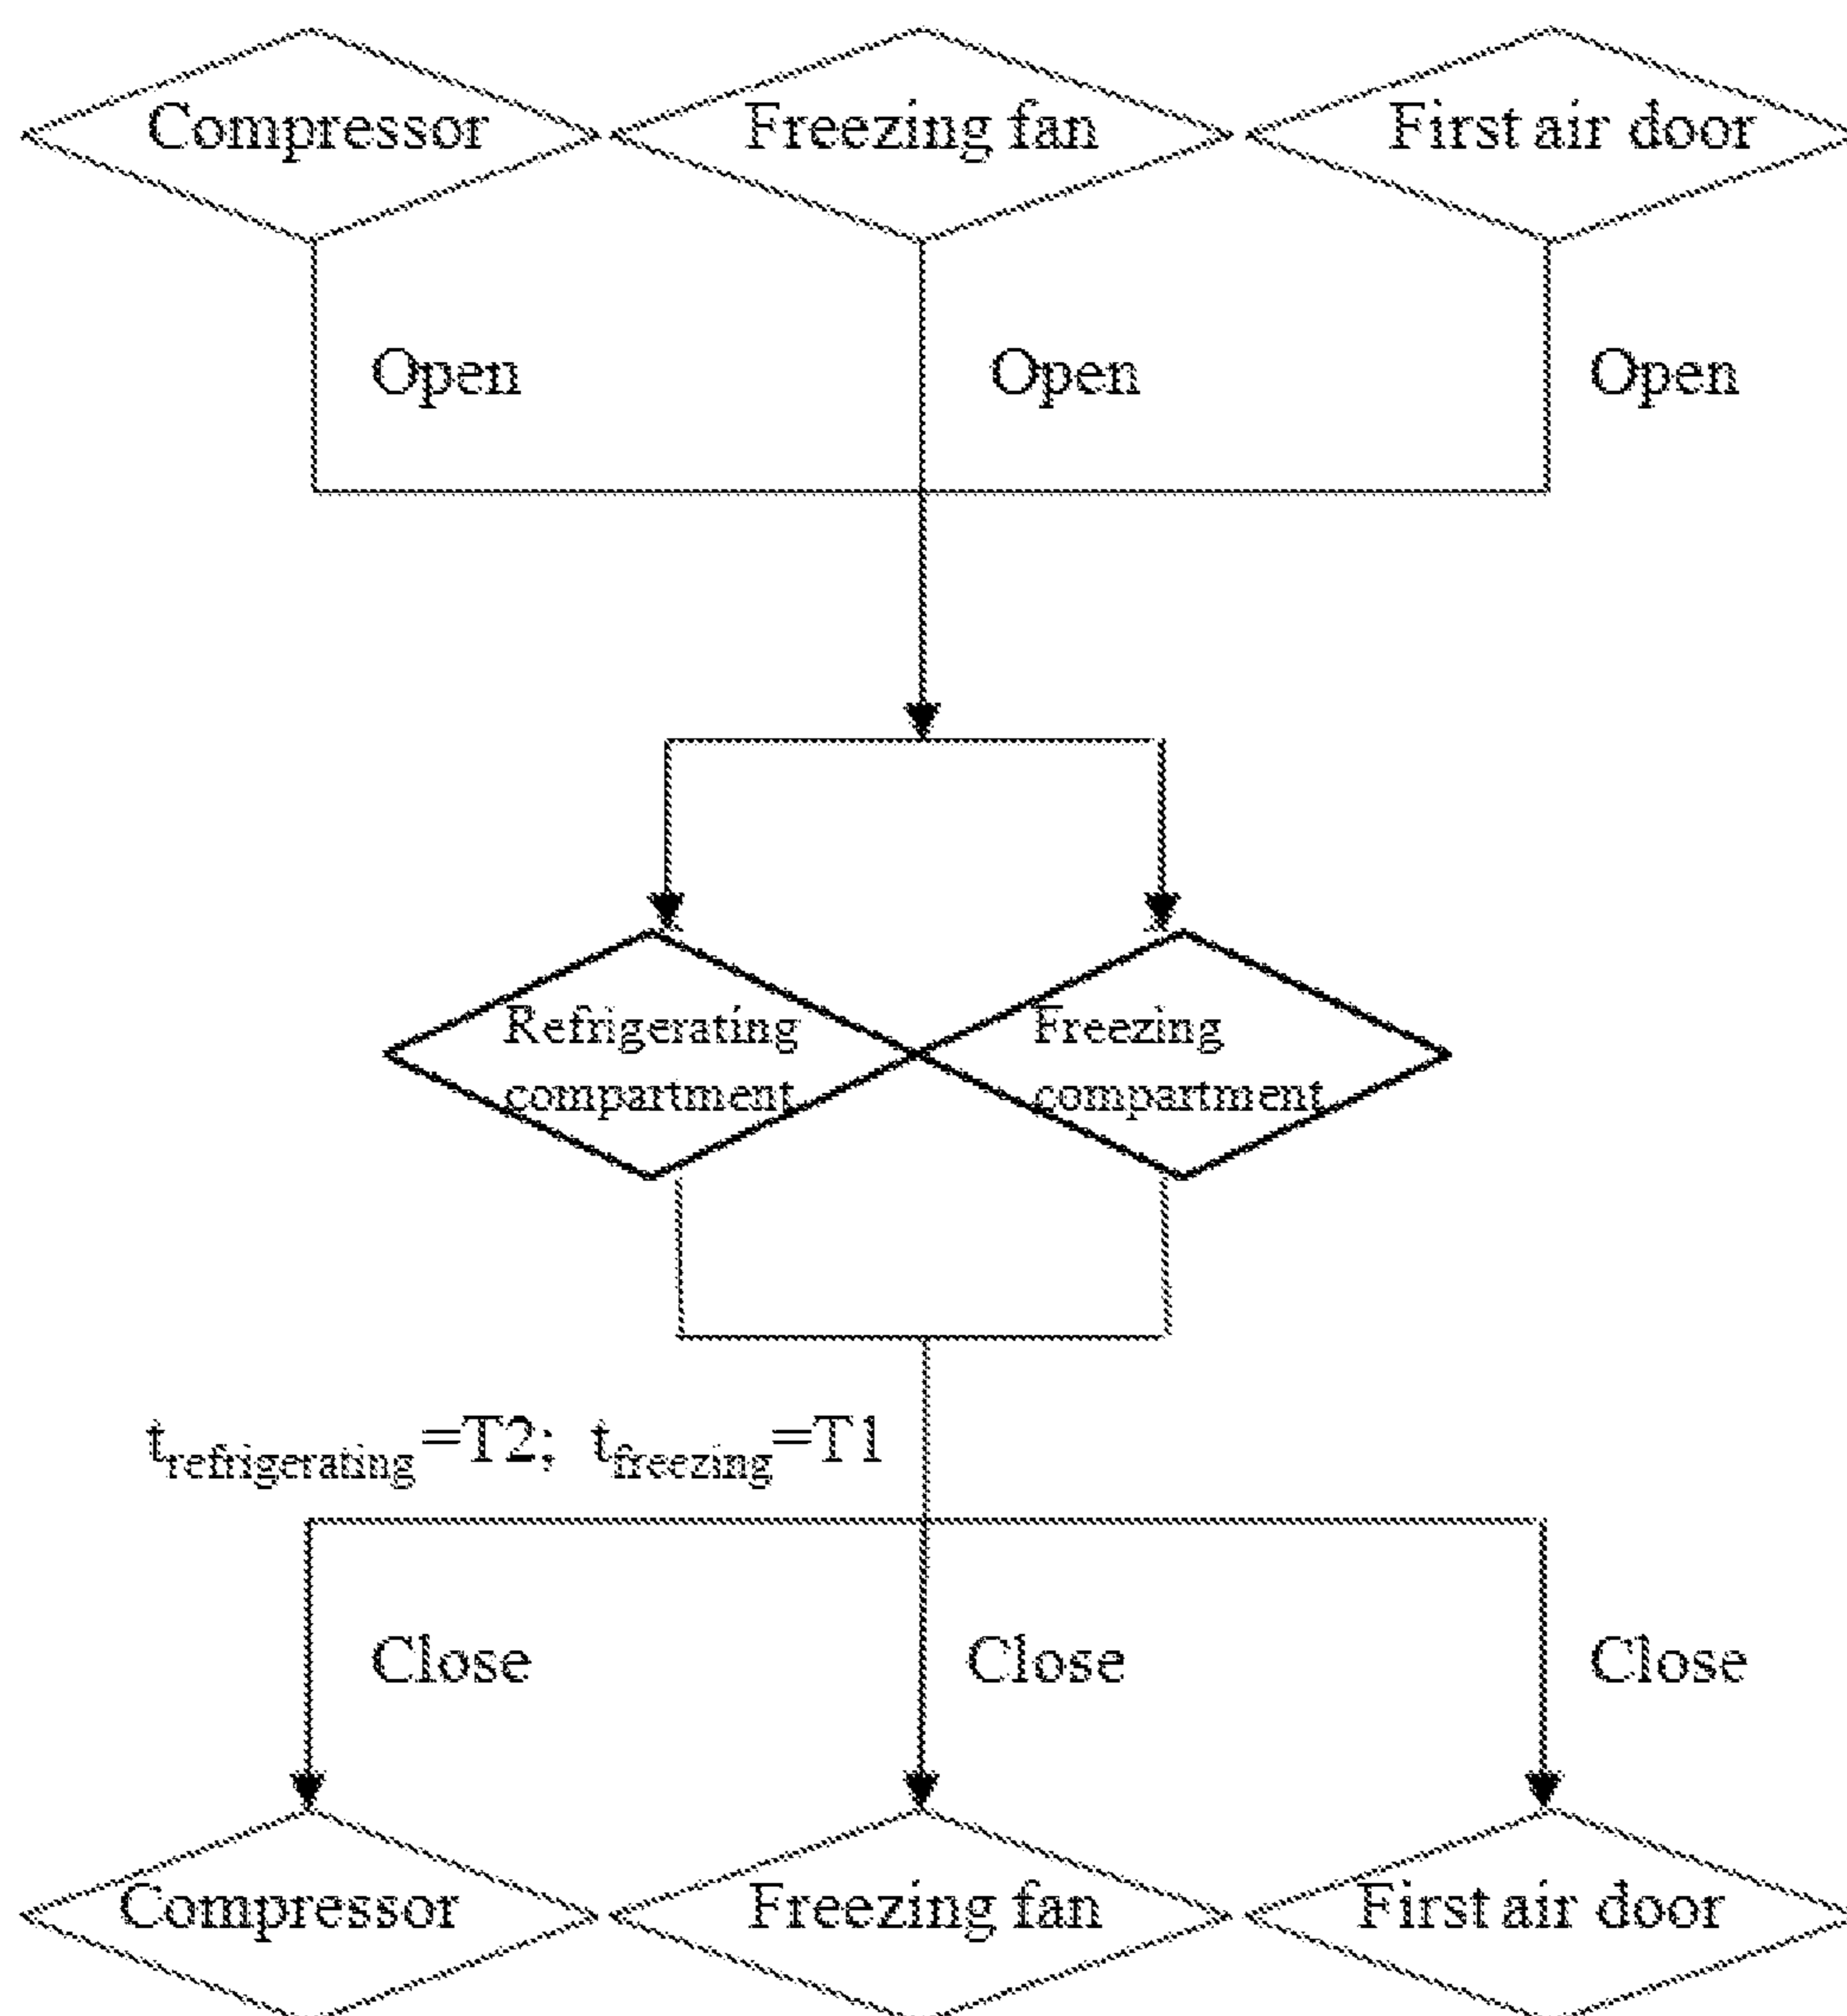 Compressor Freezing fan First air door
Open Open Open
Refrigerating Freezing
compartment compartment
t_refrigerating=T2; t_freezing=T1
Close Close Close
Compressor Freezing fan First air door